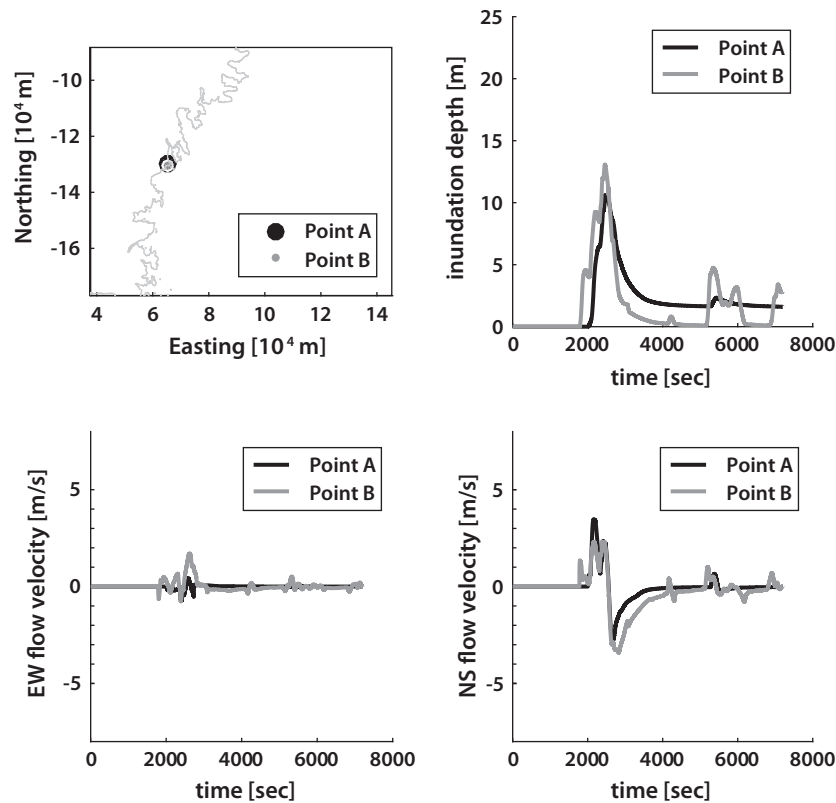 Northing [10⁴ m]
-10
-12
-14
-16
Point A
Point B
4 6 8 10 12 14
Easting [10⁴ m]
inundation depth [m]
25
20
15
10
5
0
Point A
Point B
0 2000 4000 6000 8000
time [sec]
EW flow velocity [m/s]
5
0
-5
Point A
Point B
0 2000 4000 6000 8000
time [sec]
NS flow velocity [m/s]
5
0
-5
Point A
Point B
0 2000 4000 6000 8000
time [sec]